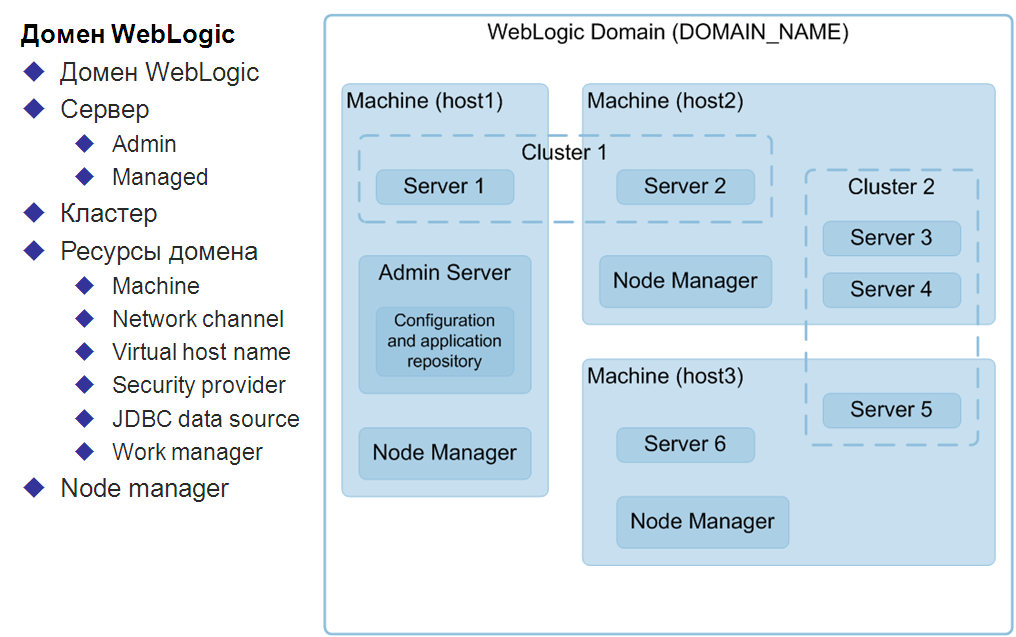 Домен WebLogic
Домен WebLogic
Сервер
Admin
Managed
Кластер
Ресурсы домена
Machine
Network channel
Virtual host name
Security provider
JDBC data source
Work manager
Node manager
WebLogic Domain (DOMAIN_NAME)
Machine (host1)
Machine (host2)
Cluster 1
Server 1
Server 2
Cluster 2
Server 3
Server 4
Admin Server
Configuration
and application
repository
Node Manager
Node Manager
Machine (host3)
Server 5
Server 6
Node Manager